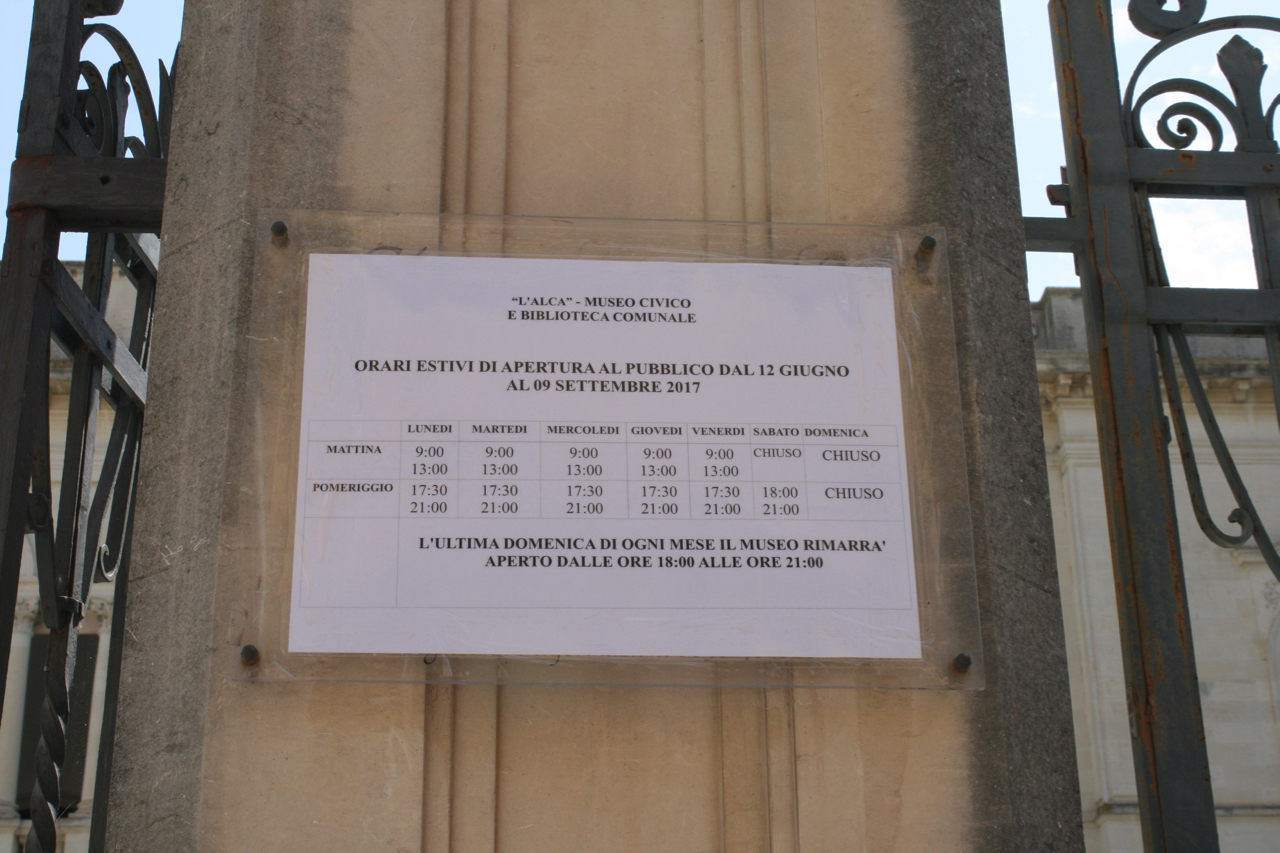 “L'ALCA” - MUSEO CIVICO
E BIBLIOTECA COMUNALE
ORARI ESTIVI DI APERTURA AL PUBBLICO DAL 12 GIUGNO
AL 09 SETTEMBRE 2017
LUNEDI MARTEDI MERCOLEDI GIOVEDI VENERDI SABATO DOMENICA
MATTINA 9:00 9:00 9:00 9:00 9:00 CHIUSO CHIUSO
13:00 13:00 13:00 13:00 13:00
POMERIGGIO 17:30 17:30 17:30 17:30 17:30 18:00 CHIUSO
21:00 21:00 21:00 21:00 21:00 21:00
L'ULTIMA DOMENICA DI OGNI MESE IL MUSEO RIMARRA'
APERTO DALLE ORE 18:00 ALLE ORE 21:00